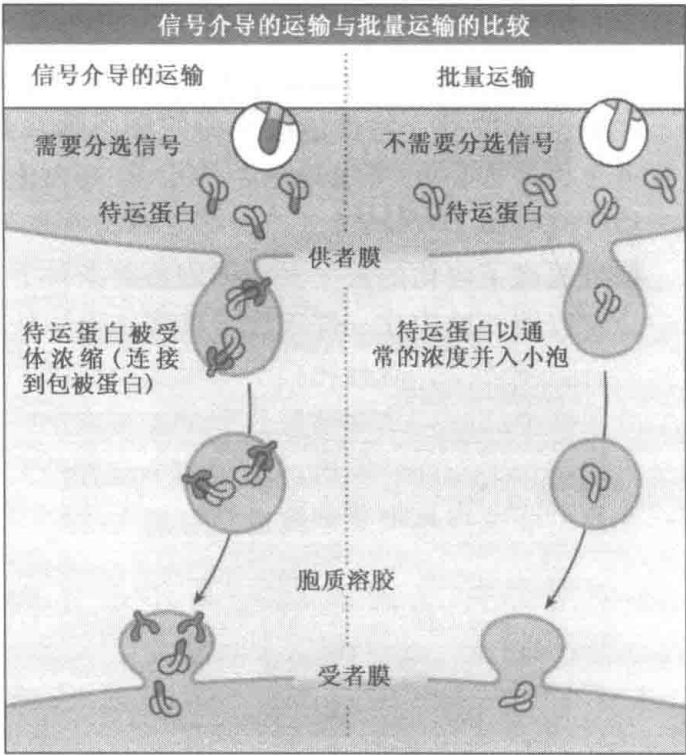 信号介导的运输与批量运输的比较
信号介导的运输
批量运输
需要分选信号
不需要分选信号
待运蛋白
待运蛋白
供者膜
待运蛋白被受
体浓缩(连接
到包被蛋白)
待运蛋白以通
常的浓度并入小泡
胞质溶胶
受者膜